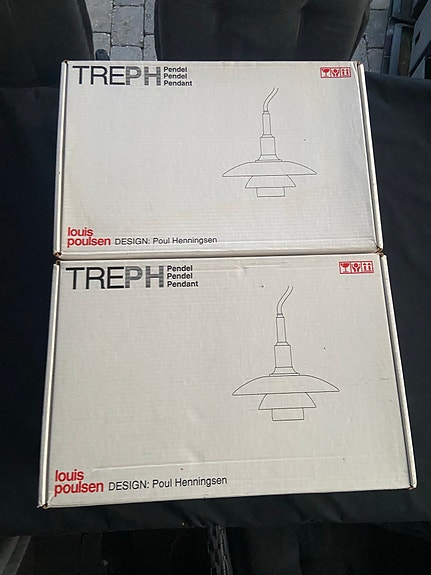 TREPH
Pendel
Pendel
Pendant
louis
poulsen DESIGN: Poul Henningsen
TREPH
Pendel
Pendel
Pendant
louis
poulsen DESIGN: Poul Henningsen